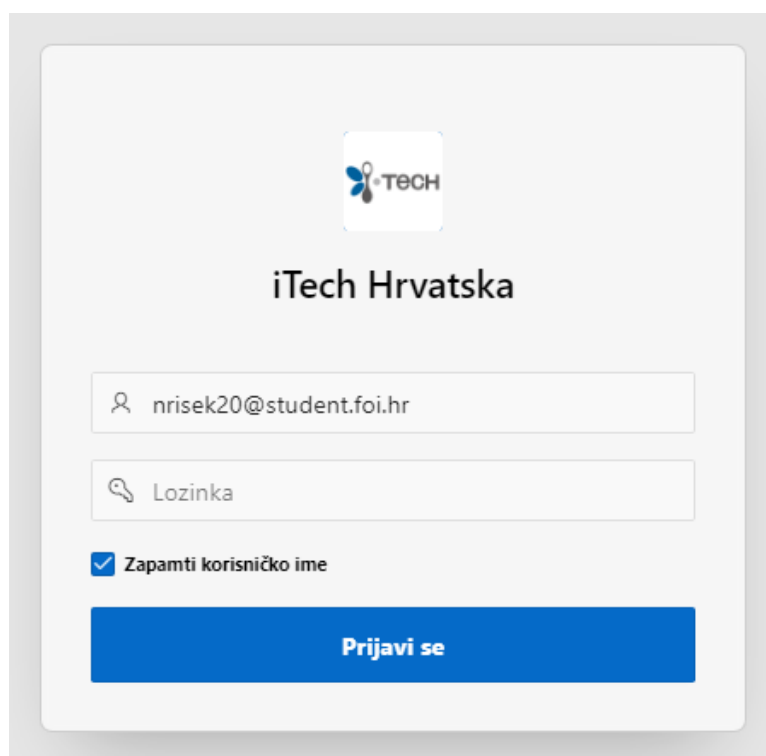 i-TECH
iTech Hrvatska
nrisek20@student.foi.hr
Lozinka
Zapamti korisničko ime
Prijavi se